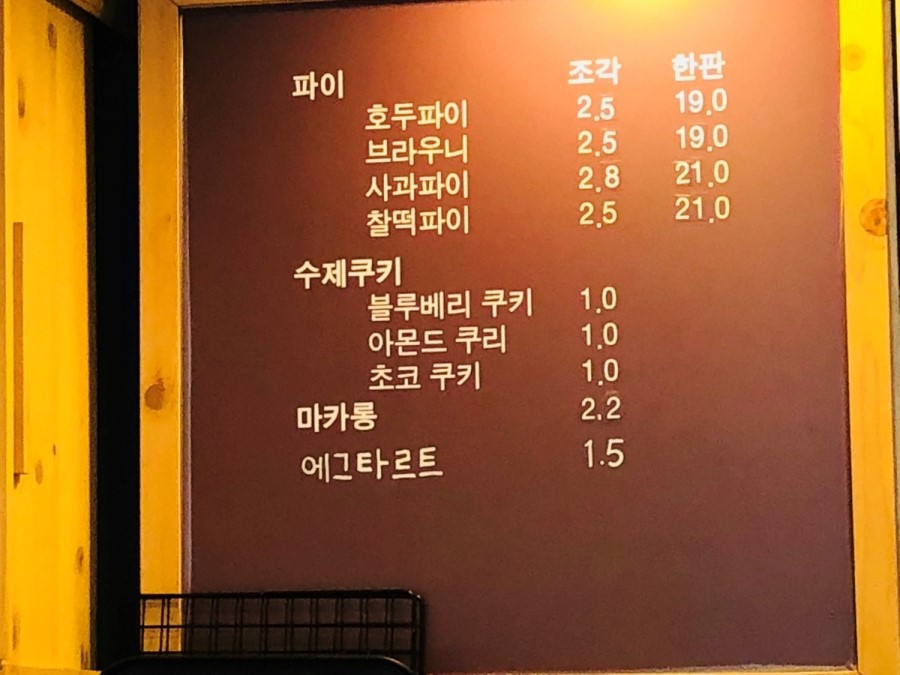 파이 조각 한판
호두파이 2.5 19.0
브라우니 2.5 19.0
사과파이 2.8 21.0
찰떡파이 2.5 21.0
수제쿠키
블루베리 쿠키 1.0
아몬드 쿠리 1.0
초코 쿠키 1.0
마카롱 2.2
에그타르트 1.5